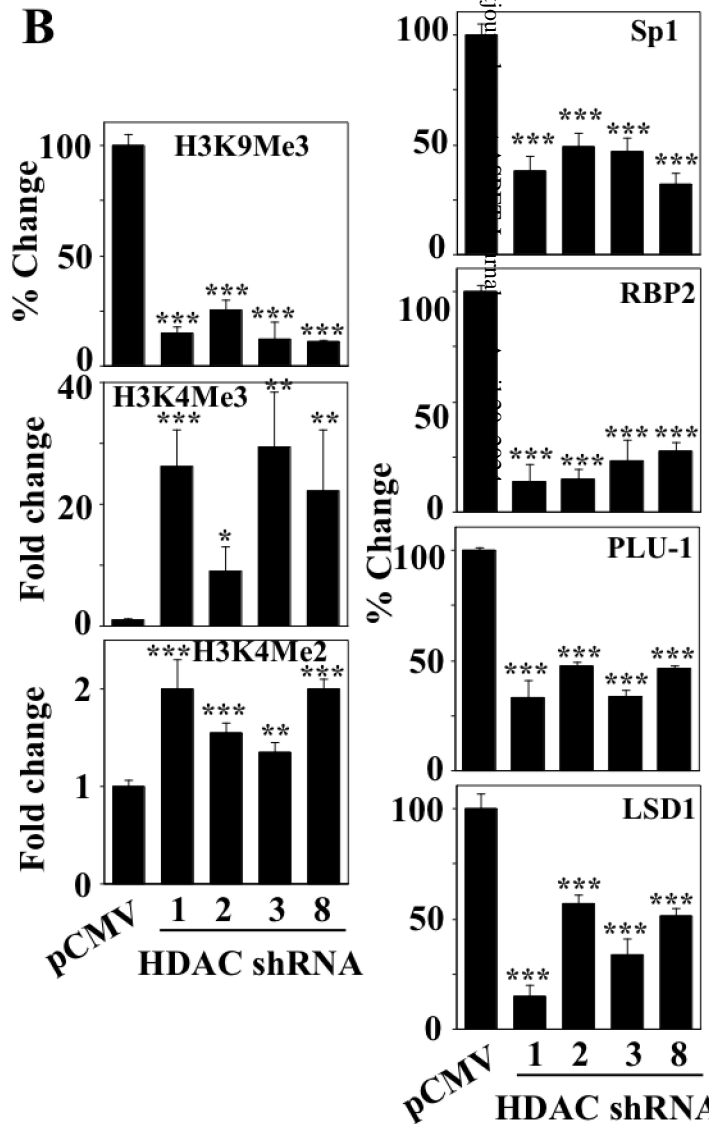 B
H3K9Me3
% Change
100
50
0
***
***
***
***
H3K4Me3
Fold change
40
20
0
***
*
**
**
H3K4Me2
Fold change
2
1
0
***
***
**
***
pCMV
1 2 3 8
HDAC shRNA
% Change
Sp1
100
50
0
***
***
***
***
RBP2
100
50
0
***
***
***
***
PLU-1
100
50
0
***
***
***
***
LSD1
100
50
0
***
***
***
***
pCMV
1 2 3 8
HDAC shRNA